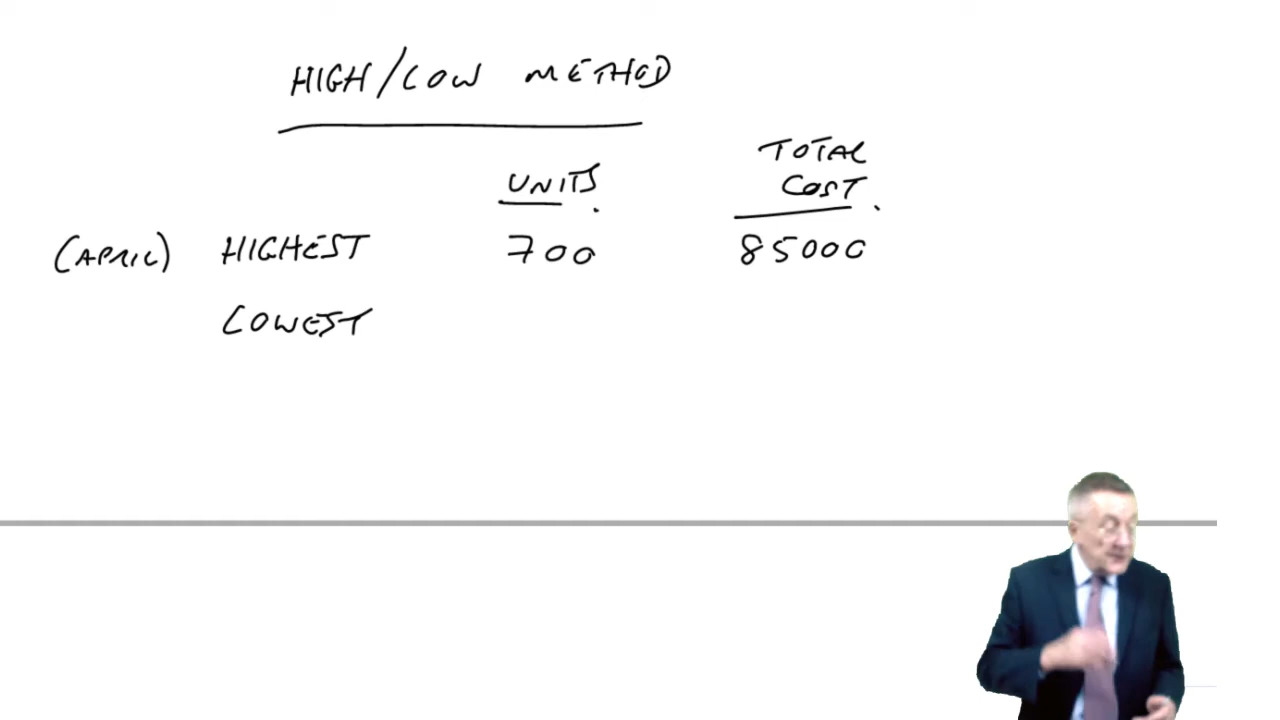 HIGH/LOW METHOD
UNITS TOTAL COST
(APRIL) HIGHEST 700 85000
LOWEST